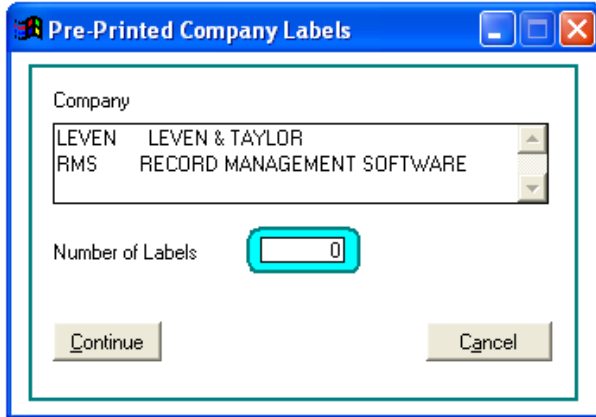 Pre-Printed Company Labels
Company
LEVEN LEVEN & TAYLOR
RMS RECORD MANAGEMENT SOFTWARE
Number of Labels 0
Continue Cancel